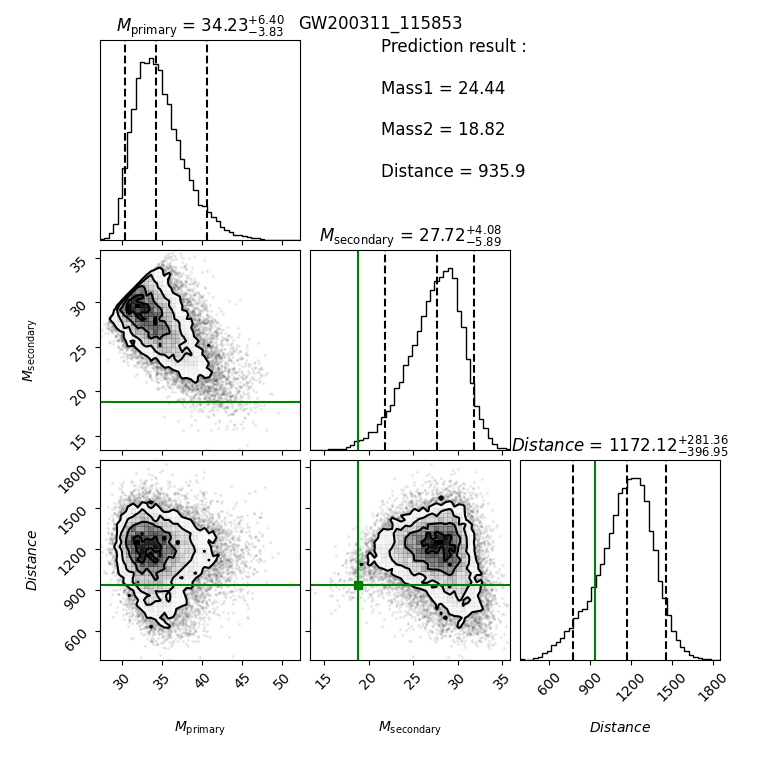 M_primary = 34.23+6.40−3.83 GW200311_115853
Prediction result :
Mass1 = 24.44
Mass2 = 18.82
Distance = 935.9
M_secondary = 27.72+4.08−5.89
35
30
25
20
15
M_secondary
Distance = 1172.12+281.36−396.95
1800
1500
1200
900
600
Distance
30 35 40 45 50
15 20 25 30 35
600 900 1200 1500 1800
M_primary
M_secondary
Distance